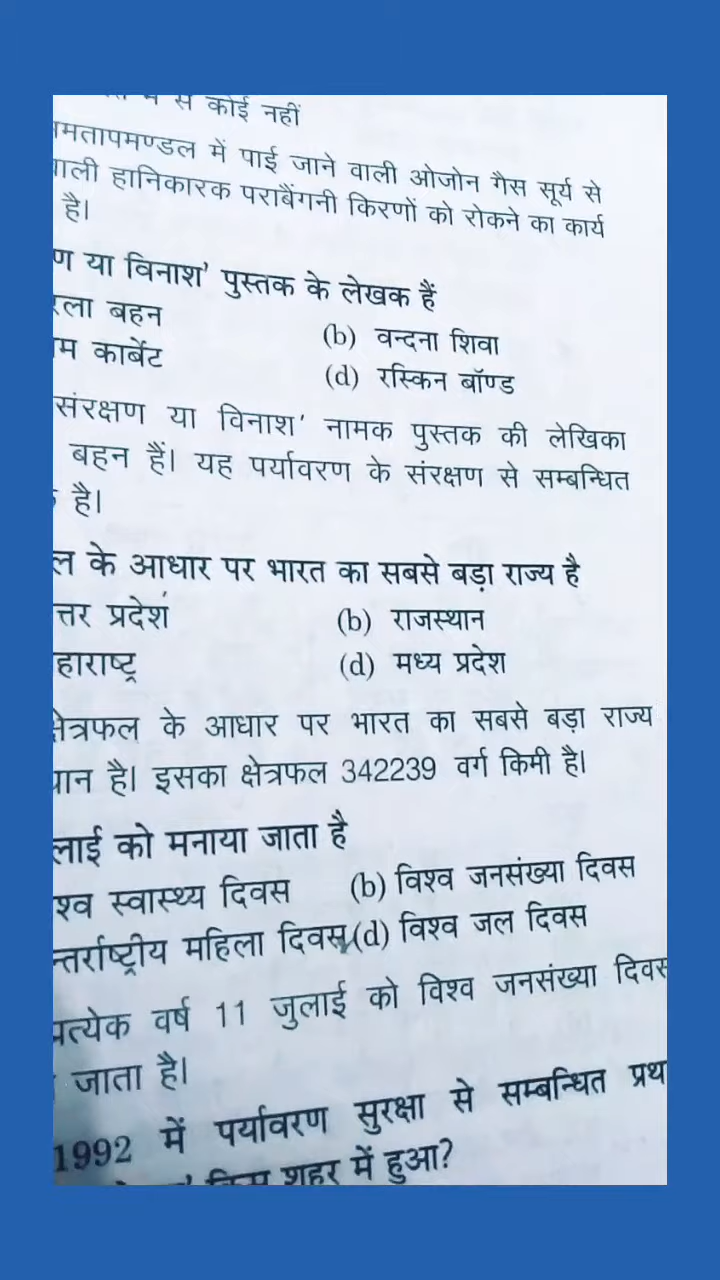 से कोई नहीं
मतापमण्डल में पाई जाने वाली ओजोन गैस सूर्य से
ाली हानिकारक पराबैंगनी किरणों को रोकने का कार्य
है।
ण या विनाश' पुस्तक के लेखक हैं
रला बहन
(b) वन्दना शिवा
म कार्बेट
(d) रस्किन बॉण्ड
संरक्षण या विनाश' नामक पुस्तक की लेखिका
बहन हैं। यह पर्यावरण के संरक्षण से सम्बन्धित
है।
ल के आधार पर भारत का सबसे बड़ा राज्य है
त्तर प्रदेश
(b) राजस्थान
हाराष्ट्र
(d) मध्य प्रदेश
क्षेत्रफल के आधार पर भारत का सबसे बड़ा राज्य
ान है। इसका क्षेत्रफल 342239 वर्ग किमी है।
लाई को मनाया जाता है
श्व स्वास्थ्य दिवस (b) विश्व जनसंख्या दिवस
न्तर्राष्ट्रीय महिला दिवस (d) विश्व जल दिवस
प्रत्येक वर्ष 11 जुलाई को विश्व जनसंख्या दिवस
जाता है।
1992 में पर्यावरण सुरक्षा से सम्बन्धित प्रथ
किस शहर में हुआ?